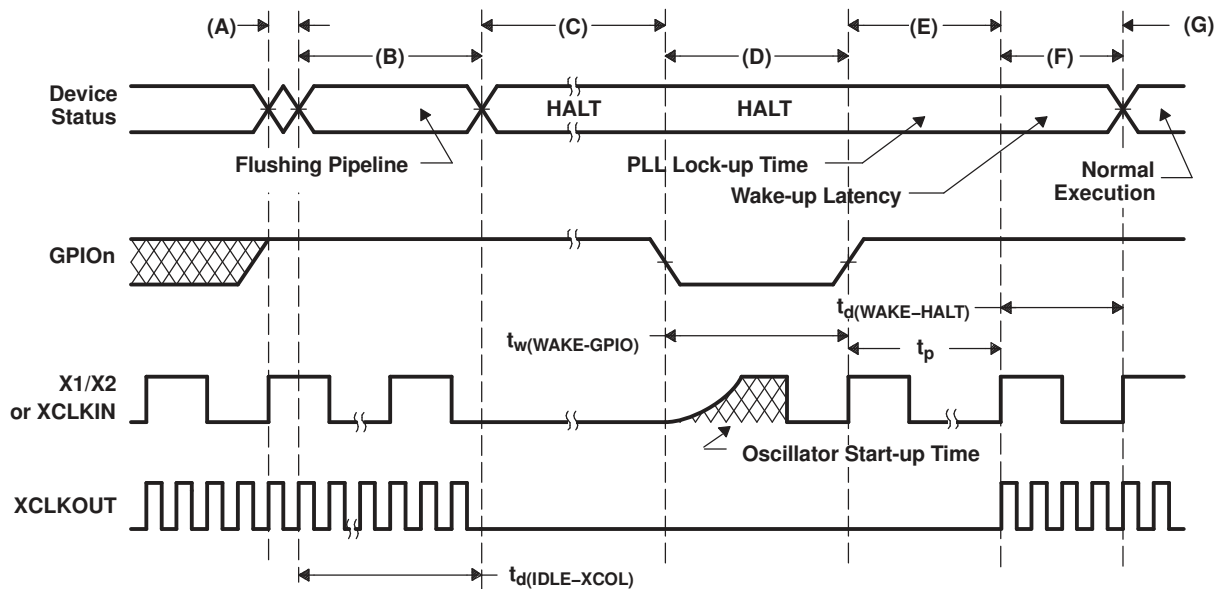 (A)
(B)
(C)
(D)
(E)
(F)
(G)
Device
Status
HALT
HALT
Flushing Pipeline
PLL Lock-up Time
Wake-up Latency
Normal
Execution
GPIOn
td(WAKE−HALT)
tw(WAKE-GPIO)
tp
X1/X2
or XCLKIN
Oscillator Start-up Time
XCLKOUT
td(IDLE−XCOL)